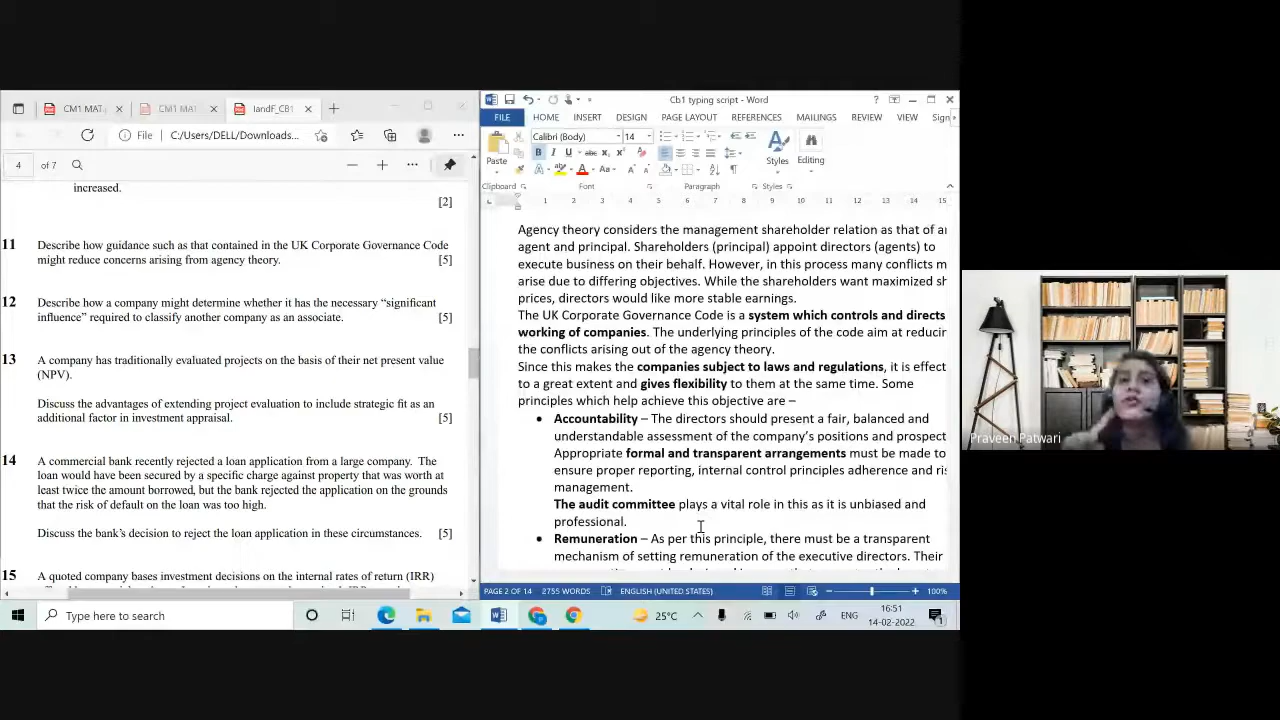 CM1 MAT
CM1 MA
IandF_CB1
File
C:/Users/DELL/Downloads...
4 of 7
increased.
[2]
11 Describe how guidance such as that contained in the UK Corporate Governance Code
might reduce concerns arising from agency theory. [5]
12 Describe how a company might determine whether it has the necessary “significant
influence” required to classify another company as an associate. [5]
13 A company has traditionally evaluated projects on the basis of their net present value
(NPV).
Discuss the advantages of extending project evaluation to include strategic fit as an
additional factor in investment appraisal. [5]
14 A commercial bank recently rejected a loan application from a large company. The
loan would have been secured by a specific charge against property that was worth at
least twice the amount borrowed, but the bank rejected the application on the grounds
that the risk of default on the loan was too high.
Discuss the bank’s decision to reject the loan application in these circumstances. [5]
15 A quoted company bases investment decisions on the internal rates of return (IRR)
Cb1 typing script - Word
FILE HOME INSERT DESIGN PAGE LAYOUT REFERENCES MAILINGS REVIEW VIEW Sign
Calibri (Body) 14
Paste
Styles
Editing
Clipboard Font Paragraph Styles
1 2 3 4 5 6 7 8 9 10 11 12 13 14 15
Agency theory considers the management shareholder relation as that of
agent and principal. Shareholders (principal) appoint directors (agents) to
execute business on their behalf. However, in this process many conflicts m
arise due to differing objectives. While the shareholders want maximized sh
prices, directors would like more stable earnings.
The UK Corporate Governance Code is a system which controls and directs
working of companies. The underlying principles of the code aim at reducin
the conflicts arising out of the agency theory.
Since this makes the companies subject to laws and regulations, it is effect
to a great extent and gives flexibility to them at the same time. Some
principles which help achieve this objective are –
• Accountability – The directors should present a fair, balanced and
understandable assessment of the company’s positions and prospect
Appropriate formal and transparent arrangements must be made to
ensure proper reporting, internal control principles adherence and ris
management.
The audit committee plays a vital role in this as it is unbiased and
professional.
• Remuneration – As per this principle, there must be a transparent
mechanism of setting remuneration of the executive directors. Their
PAGE 2 OF 14 2755 WORDS ENGLISH (UNITED STATES) 100%
Type here to search
25°C
ENG
16:51
14-02-2022
Praveen Patwari